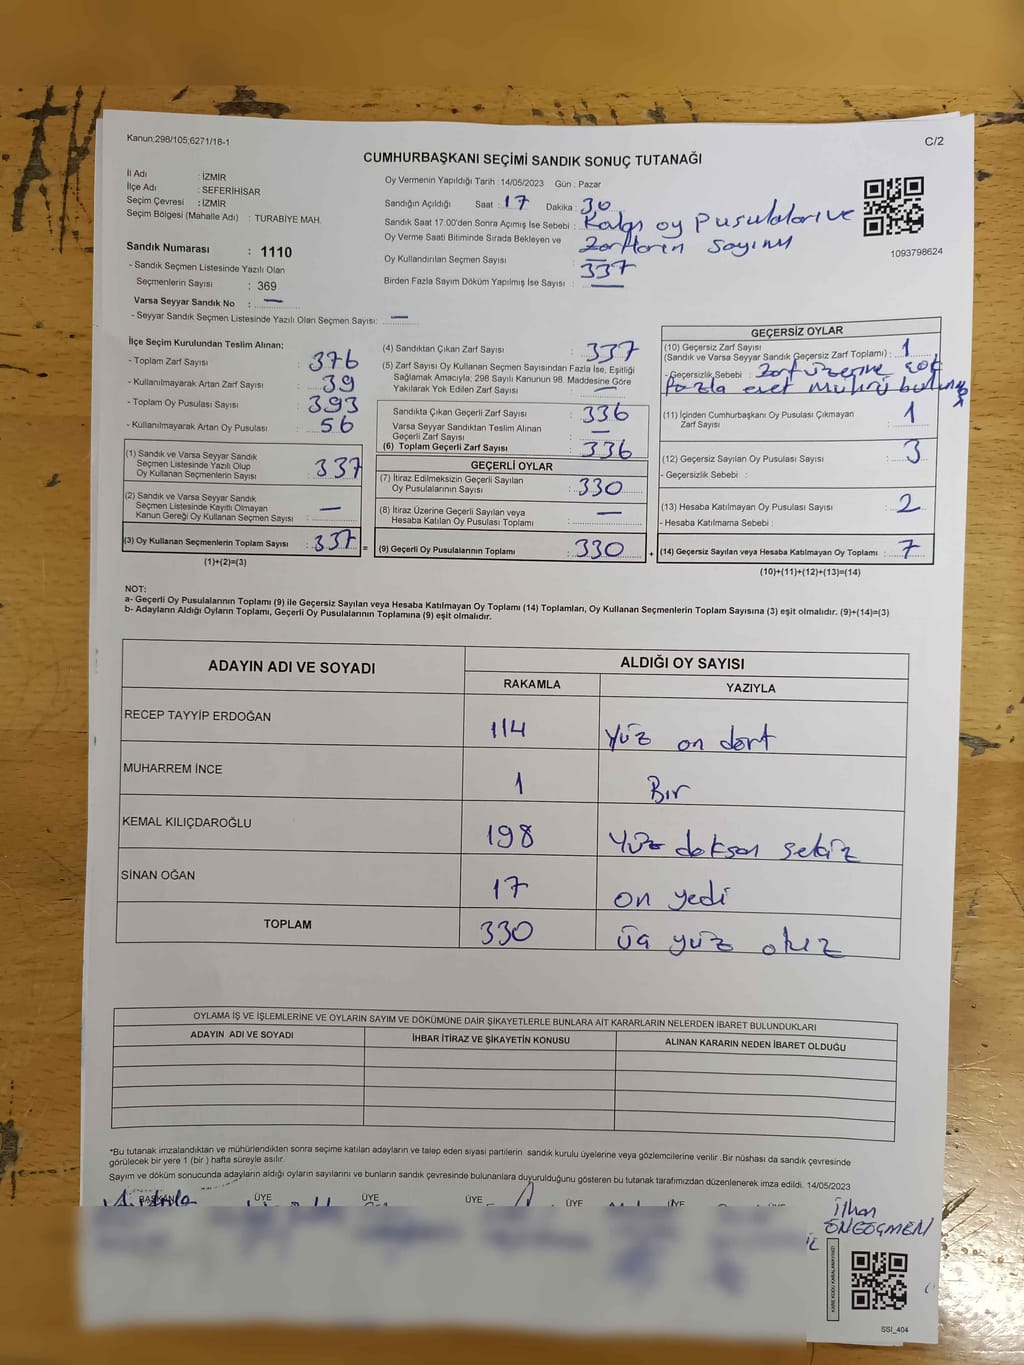 Kanun;298/105;6271/18-1
C/2
CUMHURBAŞKANI SEÇİMİ SANDIK SONUÇ TUTANAĞI
İl Adı : İZMİR
İlçe Adı : SEFERİHİSAR
Seçim Çevresi : İZMİR
Seçim Bölgesi (Mahalle Adı) : TURABİYE MAH.
Sandık Numarası : 1110
- Sandık Seçmen Listesinde Yazılı Olan
Seçmenlerin Sayısı : 369
Varsa Seyyar Sandık No : —
- Seyyar Sandık Seçmen Listesinde Yazılı Olan Seçmen Sayısı: —
Oy Vermenin Yapıldığı Tarih : 14/05/2023 Gün : Pazar
Sandığın Açıldığı Saat : 17 Dakika : 30
Sandık Saat 17:00'den Sonra Açımış İse Sebebi : Kalan oy pusulaları ve
Oy Verme Saati Bitiminde Sırada Bekleyen ve zarfların sayımı
Oy Kullandırılan Seçmen Sayısı : 337
Birden Fazla Sayım Döküm Yapılmış İse Sayısı : —
1093798624
İlçe Seçim Kurulundan Teslim Alınan;
- Toplam Zarf Sayısı : 376
- Kullanılmayarak Artan Zarf Sayısı : 39
- Toplam Oy Pusulası Sayısı : 393
- Kullanılmayarak Artan Oy Pusulası : 56
(1) Sandık ve Varsa Seyyar Sandık
Seçmen Listesinde Yazılı Olup
Oy Kullanan Seçmenlerin Sayısı : 337
(2) Sandık ve Varsa Seyyar Sandık
Seçmen Listesinde Kayıtlı Olmayan
Kanun Gereği Oy Kullanan Seçmen Sayısı : —
(3) Oy Kullanan Seçmenlerin Toplam Sayısı : 337 =
(1)+(2)=(3)
(4) Sandıktan Çıkan Zarf Sayısı : 337
(5) Zarf Sayısı Oy Kullanan Seçmen Sayısından Fazla İse, Eşitliği
Sağlamak Amacıyla; 298 Sayılı Kanunun 98. Maddesine Göre
Yakılarak Yok Edilen Zarf Sayısı : —
Sandıkta Çıkan Geçerli Zarf Sayısı : 336
Varsa Seyyar Sandıktan Teslim Alınan
Geçerli Zarf Sayısı : —
(6) Toplam Geçerli Zarf Sayısı : 336
GEÇERLİ OYLAR
(7) İtiraz Edilmeksizin Geçerli Sayılan
Oy Pusulalarının Sayısı : 330
(8) İtiraz Üzerine Geçerli Sayılan veya
Hesaba Katılan Oy Pusulası Toplamı : —
(9) Geçerli Oy Pusulalarının Toplamı : 330 +
GEÇERSİZ OYLAR
(10) Geçersiz Zarf Sayısı
(Sandık ve Varsa Seyyar Sandık Geçersiz Zarf Toplamı) : 1
- Geçersizlik Sebebi : Zarf üzerine çok
fazla evet mührü
(11) İçinden Cumhurbaşkanı Oy Pusulası Çıkmayan
Zarf Sayısı : 1
(12) Geçersiz Sayılan Oy Pusulası Sayısı : 3
- Geçersizlik Sebebi :
(13) Hesaba Katılmayan Oy Pusulası Sayısı : 2
- Hesaba Katılmama Sebebi :
(14) Geçersiz Sayılan veya Hesaba Katılmayan Oy Toplamı : 7
(10)+(11)+(12)+(13)=(14)
NOT:
a- Geçerli Oy Pusulalarının Toplamı (9) ile Geçersiz Sayılan veya Hesaba Katılmayan Oy Toplamı (14) Toplamları, Oy Kullanan Seçmenlerin Toplam Sayısına (3) eşit olmalıdır. (9)+(14)=(3)
b- Adayların Aldığı Oyların Toplamı, Geçerli Oy Pusulalarının Toplamına (9) eşit olmalıdır.
ADAYIN ADI VE SOYADI ALDIĞI OY SAYISI
RAKAMLA YAZIYLA
RECEP TAYYİP ERDOĞAN 114 Yüz on dört
MUHARREM İNCE 1 Bir
KEMAL KILIÇDAROĞLU 198 Yüz doksan sekiz
SİNAN OĞAN 17 on yedi
TOPLAM 330 üç yüz otuz
OYLAMA İŞ VE İŞLEMLERİNE VE OYLARIN SAYIM VE DÖKÜMÜNE DAİR ŞİKAYETLERLE BUNLARA AİT KARARLARIN NELERDEN İBARET BULUNDUKLARI
ADAYIN ADI VE SOYADI İHBAR İTİRAZ VE ŞİKAYETİN KONUSU ALINAN KARARIN NEDEN İBARET OLDUĞU
*Bu tutanak imzalandıktan ve mühürlendikten sonra seçime katılan adayların ve talep eden siyasi partilerin sandık kurulu üyelerine veya gözlemcilerine verilir .Bir nüshası da sandık çevresinde
görülecek bir yere 1 (bir ) hafta süreyle asılır.
Sayım ve döküm sonucunda adayların aldığı oyların sayılarını ve bunların sandık çevresinde bulunanlara duyurulduğunu gösteren bu tutanak tarafımızdan düzenlenerek imza edildi. 14/05/2023
BAŞKAN ÜYE ÜYE ÜYE ÜYE ÜYE
İlhan
ÖNGÖÇMEN
SSI_404